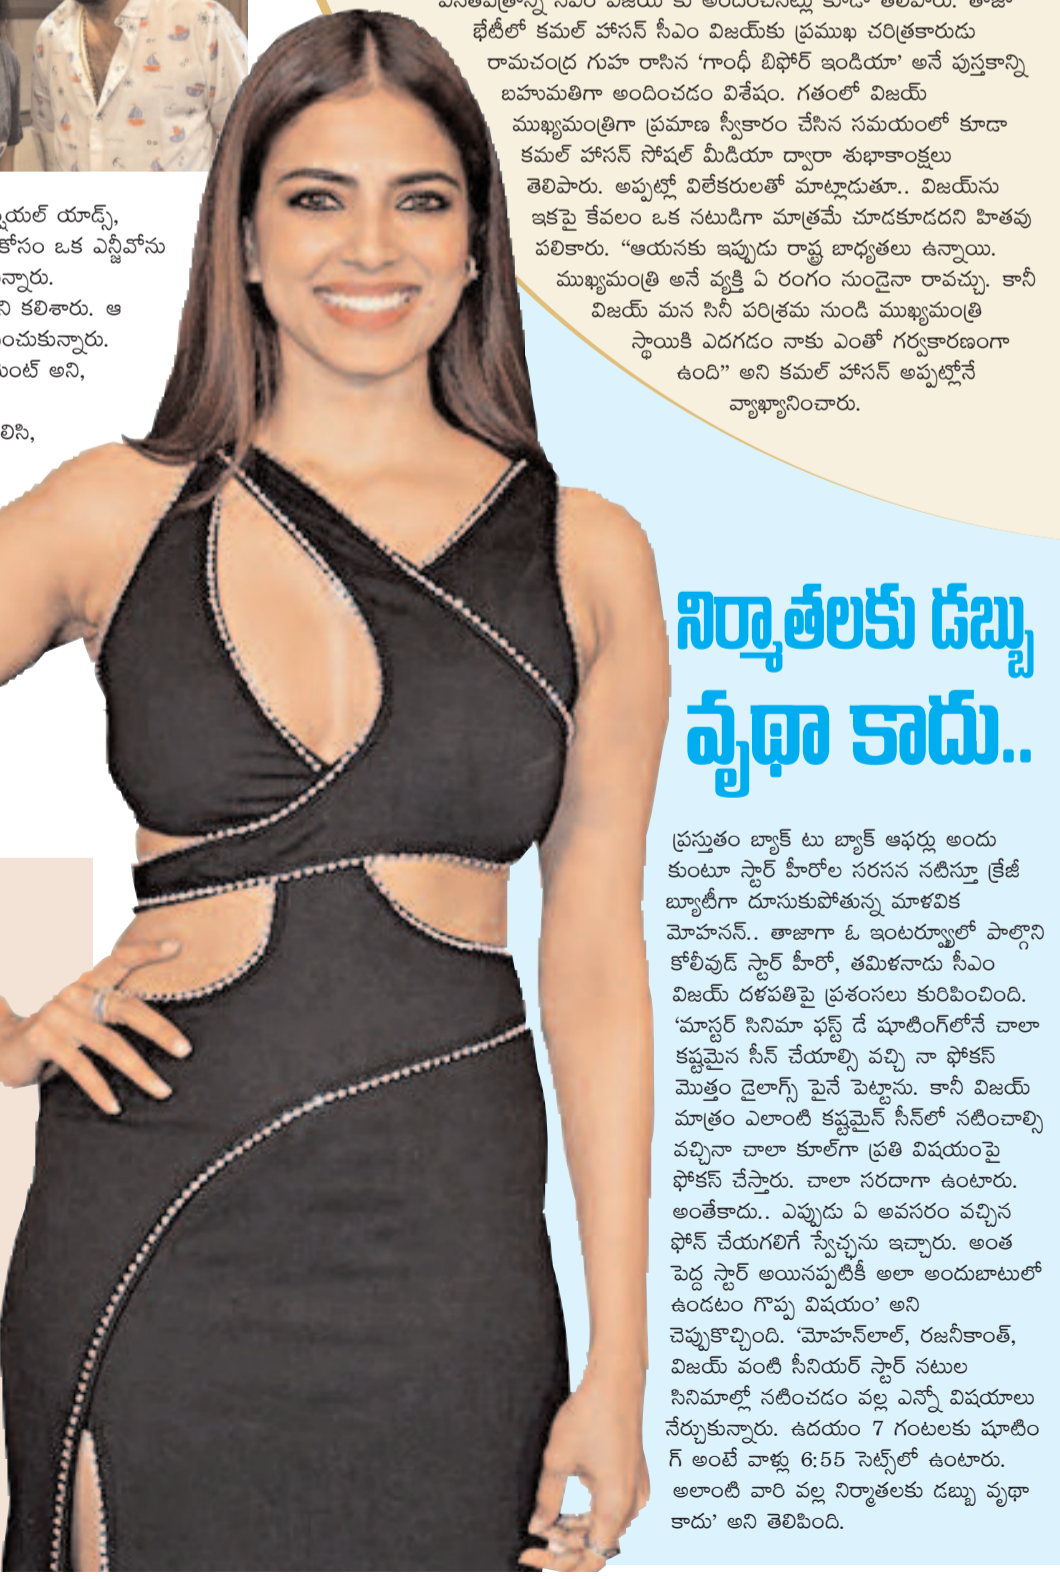 భేటీలో కమల్ హాసన్ సీఎం విజయ్‌కు ప్రముఖ చరిత్రకారుడు
రామచంద్ర గుహ రాసిన ‘గాంధీ బిఫోర్ ఇండియా’ అనే పుస్తకాన్ని
బహుమతిగా అందించడం విశేషం. గతంలో విజయ్
ముఖ్యమంత్రిగా ప్రమాణ స్వీకారం చేసిన సమయంలో కూడా
కమల్ హాసన్ సోషల్ మీడియా ద్వారా శుభాకాంక్షలు
తెలిపారు. అప్పట్లో విలేకరులతో మాట్లాడుతూ.. విజయ్‌ను
ఇకపై కేవలం ఒక నటుడిగా మాత్రమే చూడకూడదని హితవు
పలికారు. “ఆయనకు ఇప్పుడు రాష్ట్ర బాధ్యతలు ఉన్నాయి.
ముఖ్యమంత్రి అనే వ్యక్తి ఏ రంగం నుండైనా రావచ్చు. కానీ
విజయ్ మన సినీ పరిశ్రమ నుండి ముఖ్యమంత్రి
స్థాయికి ఎదగడం నాకు ఎంతో గర్వకారణంగా
ఉంది” అని కమల్ హాసన్ అప్పట్లోనే
వ్యాఖ్యానించారు.
యాడ్స్,
కోసం ఒక ఎన్జీవోను
న్నారు.
ని కలిశారు. ఆ
ంచుకున్నారు.
మంట్ అని,
లిసి,
నిర్మాతలకు డబ్బు
వృథా కాదు..
ప్రస్తుతం బ్యాక్ టు బ్యాక్ ఆఫర్లు అందు
కుంటూ స్టార్ హీరోల సరసన నటిస్తూ క్రేజీ
బ్యూటీగా దూసుకుపోతున్న మాళవిక
మోహనన్.. తాజాగా ఓ ఇంటర్వ్యూలో పాల్గొని
కోలీవుడ్ స్టార్ హీరో, తమిళనాడు సీఎం
విజయ్ దళపతిపై ప్రశంసలు కురిపించింది.
‘మాస్టర్ సినిమా ఫస్ట్ డే షూటింగ్‌లోనే చాలా
కష్టమైన సీన్ చేయాల్సి వచ్చి నా ఫోకస్
మొత్తం డైలాగ్స్ పైనే పెట్టాను. కానీ విజయ్
మాత్రం ఎలాంటి కష్టమైన్ సీన్‌లో నటించాల్సి
వచ్చినా చాలా కూల్‌గా ప్రతి విషయంపై
ఫోకస్ చేస్తారు. చాలా సరదాగా ఉంటారు.
అంతేకాదు.. ఎప్పుడు ఏ అవసరం వచ్చిన
ఫోన్ చేయగలిగే స్వేచ్ఛను ఇచ్చారు. అంత
పెద్ద స్టార్ అయినప్పటికీ అలా అందుబాటులో
ఉండటం గొప్ప విషయం’ అని
చెప్పుకొచ్చింది. ‘మోహన్‌లాల్, రజనీకాంత్,
విజయ్ వంటి సీనియర్ స్టార్ నటుల
సినిమాల్లో నటించడం వల్ల ఎన్నో విషయాలు
నేర్చుకున్నారు. ఉదయం 7 గంటలకు షూటిం
గ్ అంటే వాళ్లు 6:55 సెట్స్‌లో ఉంటారు.
అలాంటి వారి వల్ల నిర్మాతలకు డబ్బు వృథా
కాదు’ అని తెలిపింది.